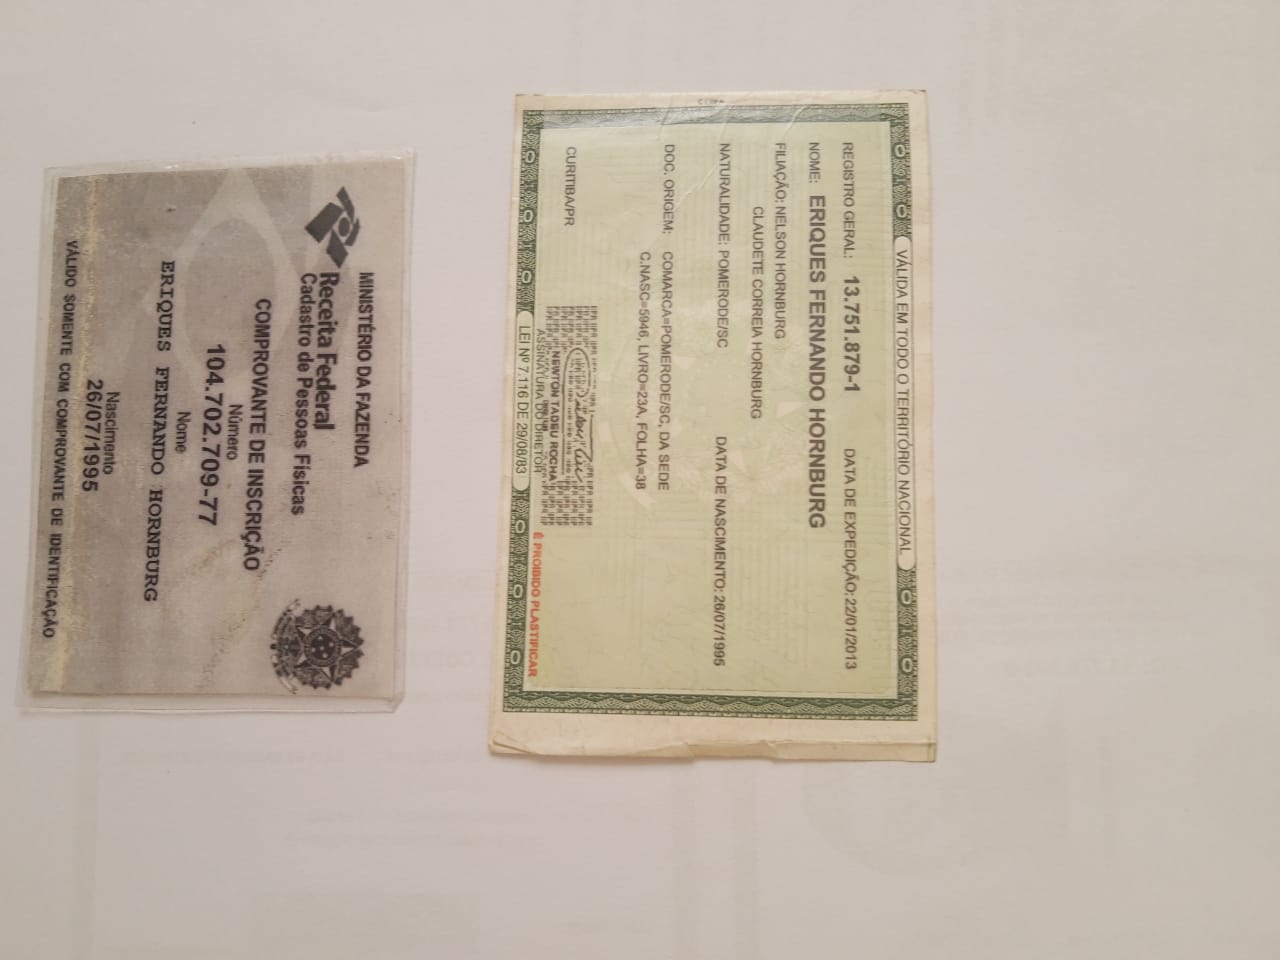 VÁLIDA EM TODO O TERRITÓRIO NACIONAL
REGISTRO GERAL: 13.751.879-1 DATA DE EXPEDIÇÃO: 22/01/2013
NOME: ERIQUES FERNANDO HORNBURG
FILIAÇÃO: NELSON HORNBURG
CLAUDETE CORREIA HORNBURG
NATURALIDADE: POMERODE/SC DATA DE NASCIMENTO: 26/07/1995
DOC. ORIGEM: COMARCA=POMERODE/SC, DA SEDE
C.NASC=5946, LIVRO=23A, FOLHA=38
CURITIBA/PR
NEWTON TADEU ROCHA
ASSINATURA DO DIRETOR
É PROIBIDO PLASTIFICAR
LEI Nº 7.116 DE 29/08/83
MINISTÉRIO DA FAZENDA
Receita Federal
Cadastro de Pessoas Físicas
COMPROVANTE DE INSCRIÇÃO
Número
104.702.709-77
Nome
ERIQUES FERNANDO HORNBURG
Nascimento
26/07/1995
VÁLIDO SOMENTE COM COMPROVANTE DE IDENTIFICAÇÃO